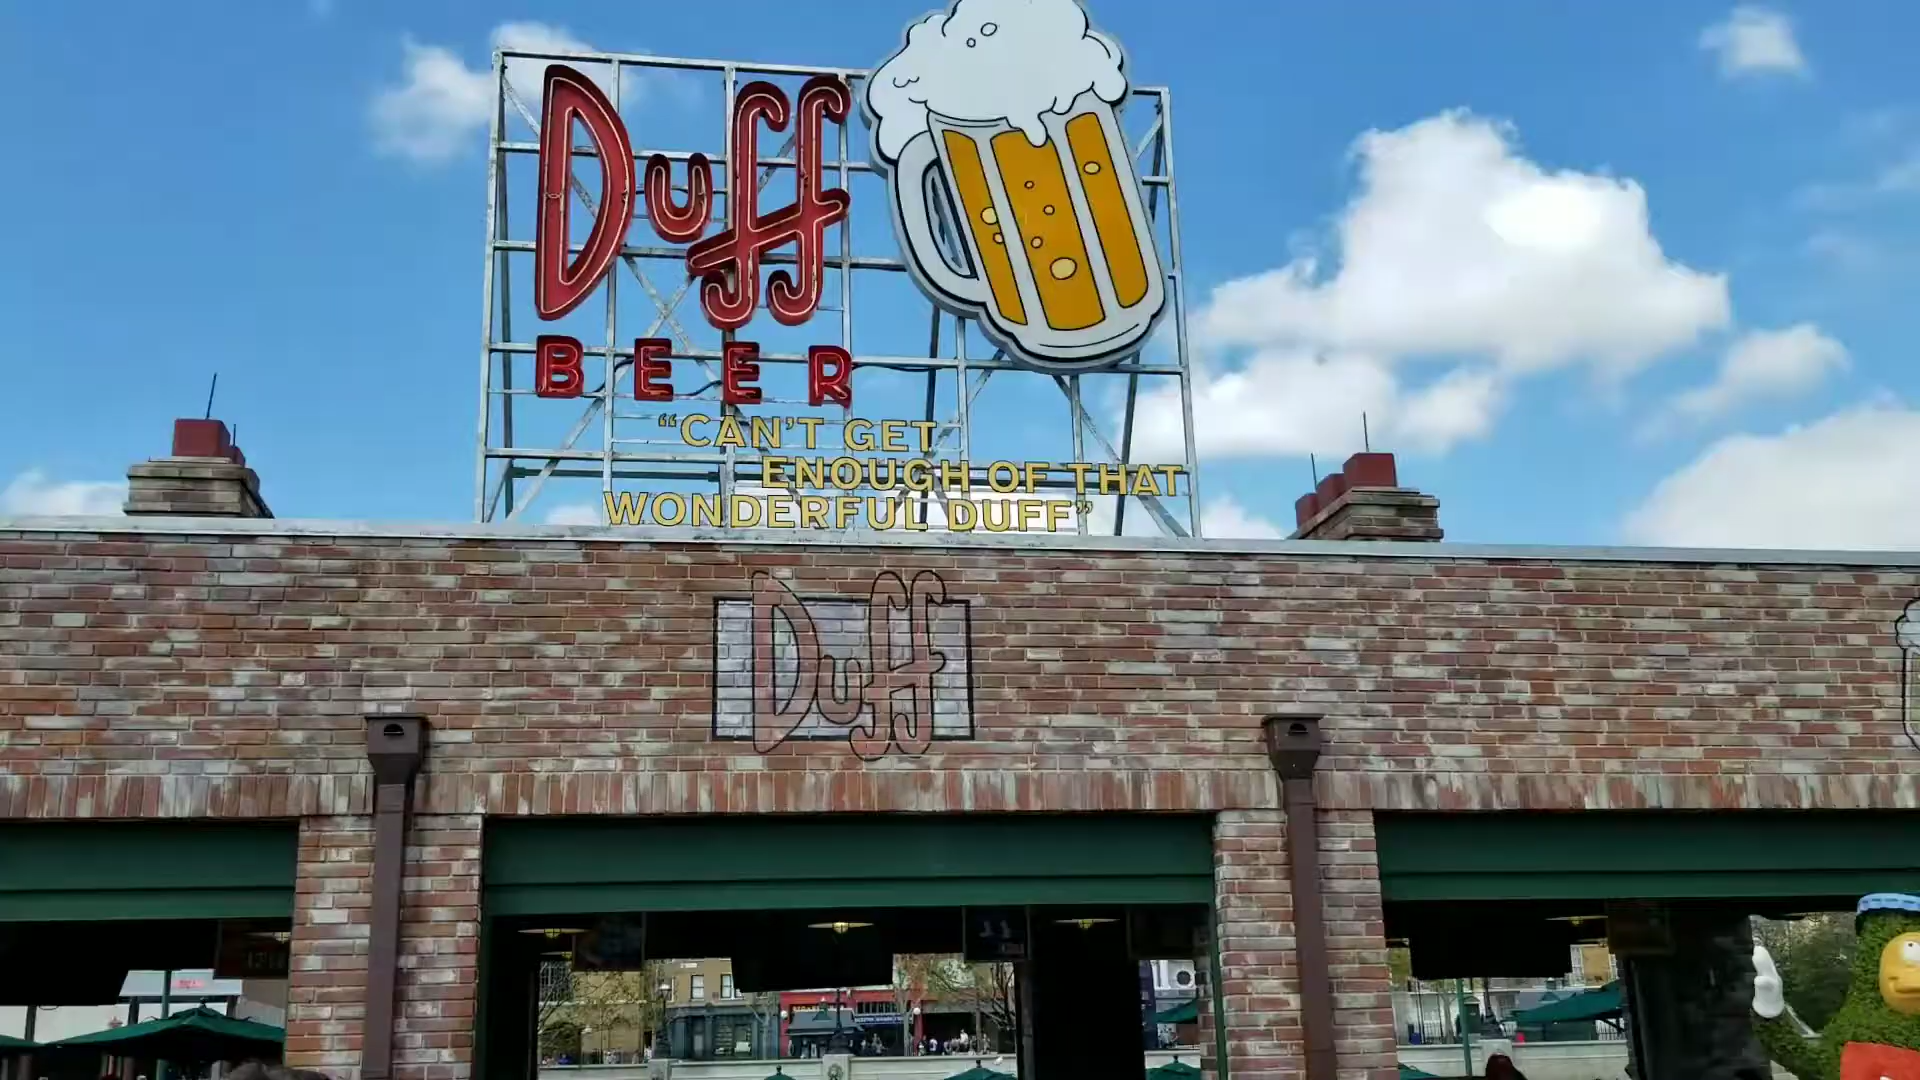 Duff
BEER
“CAN'T GET
ENOUGH OF THAT
WONDERFUL DUFF”
Duff